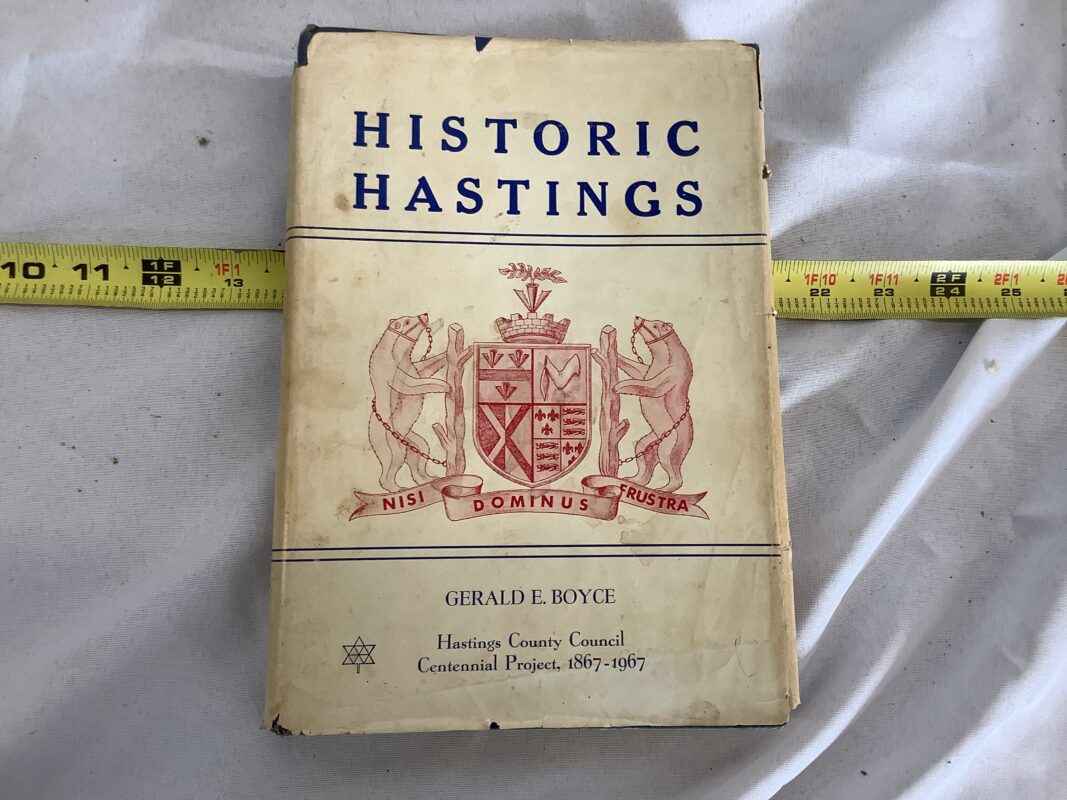 HISTORIC
HASTINGS
10 11 1F 12 1F1 13
1F10 22 1F11 23 2F 24 2F1 25
NISI DOMINUS FRUSTRA
GERALD E. BOYCE
Hastings County Council
Centennial Project, 1867-1967